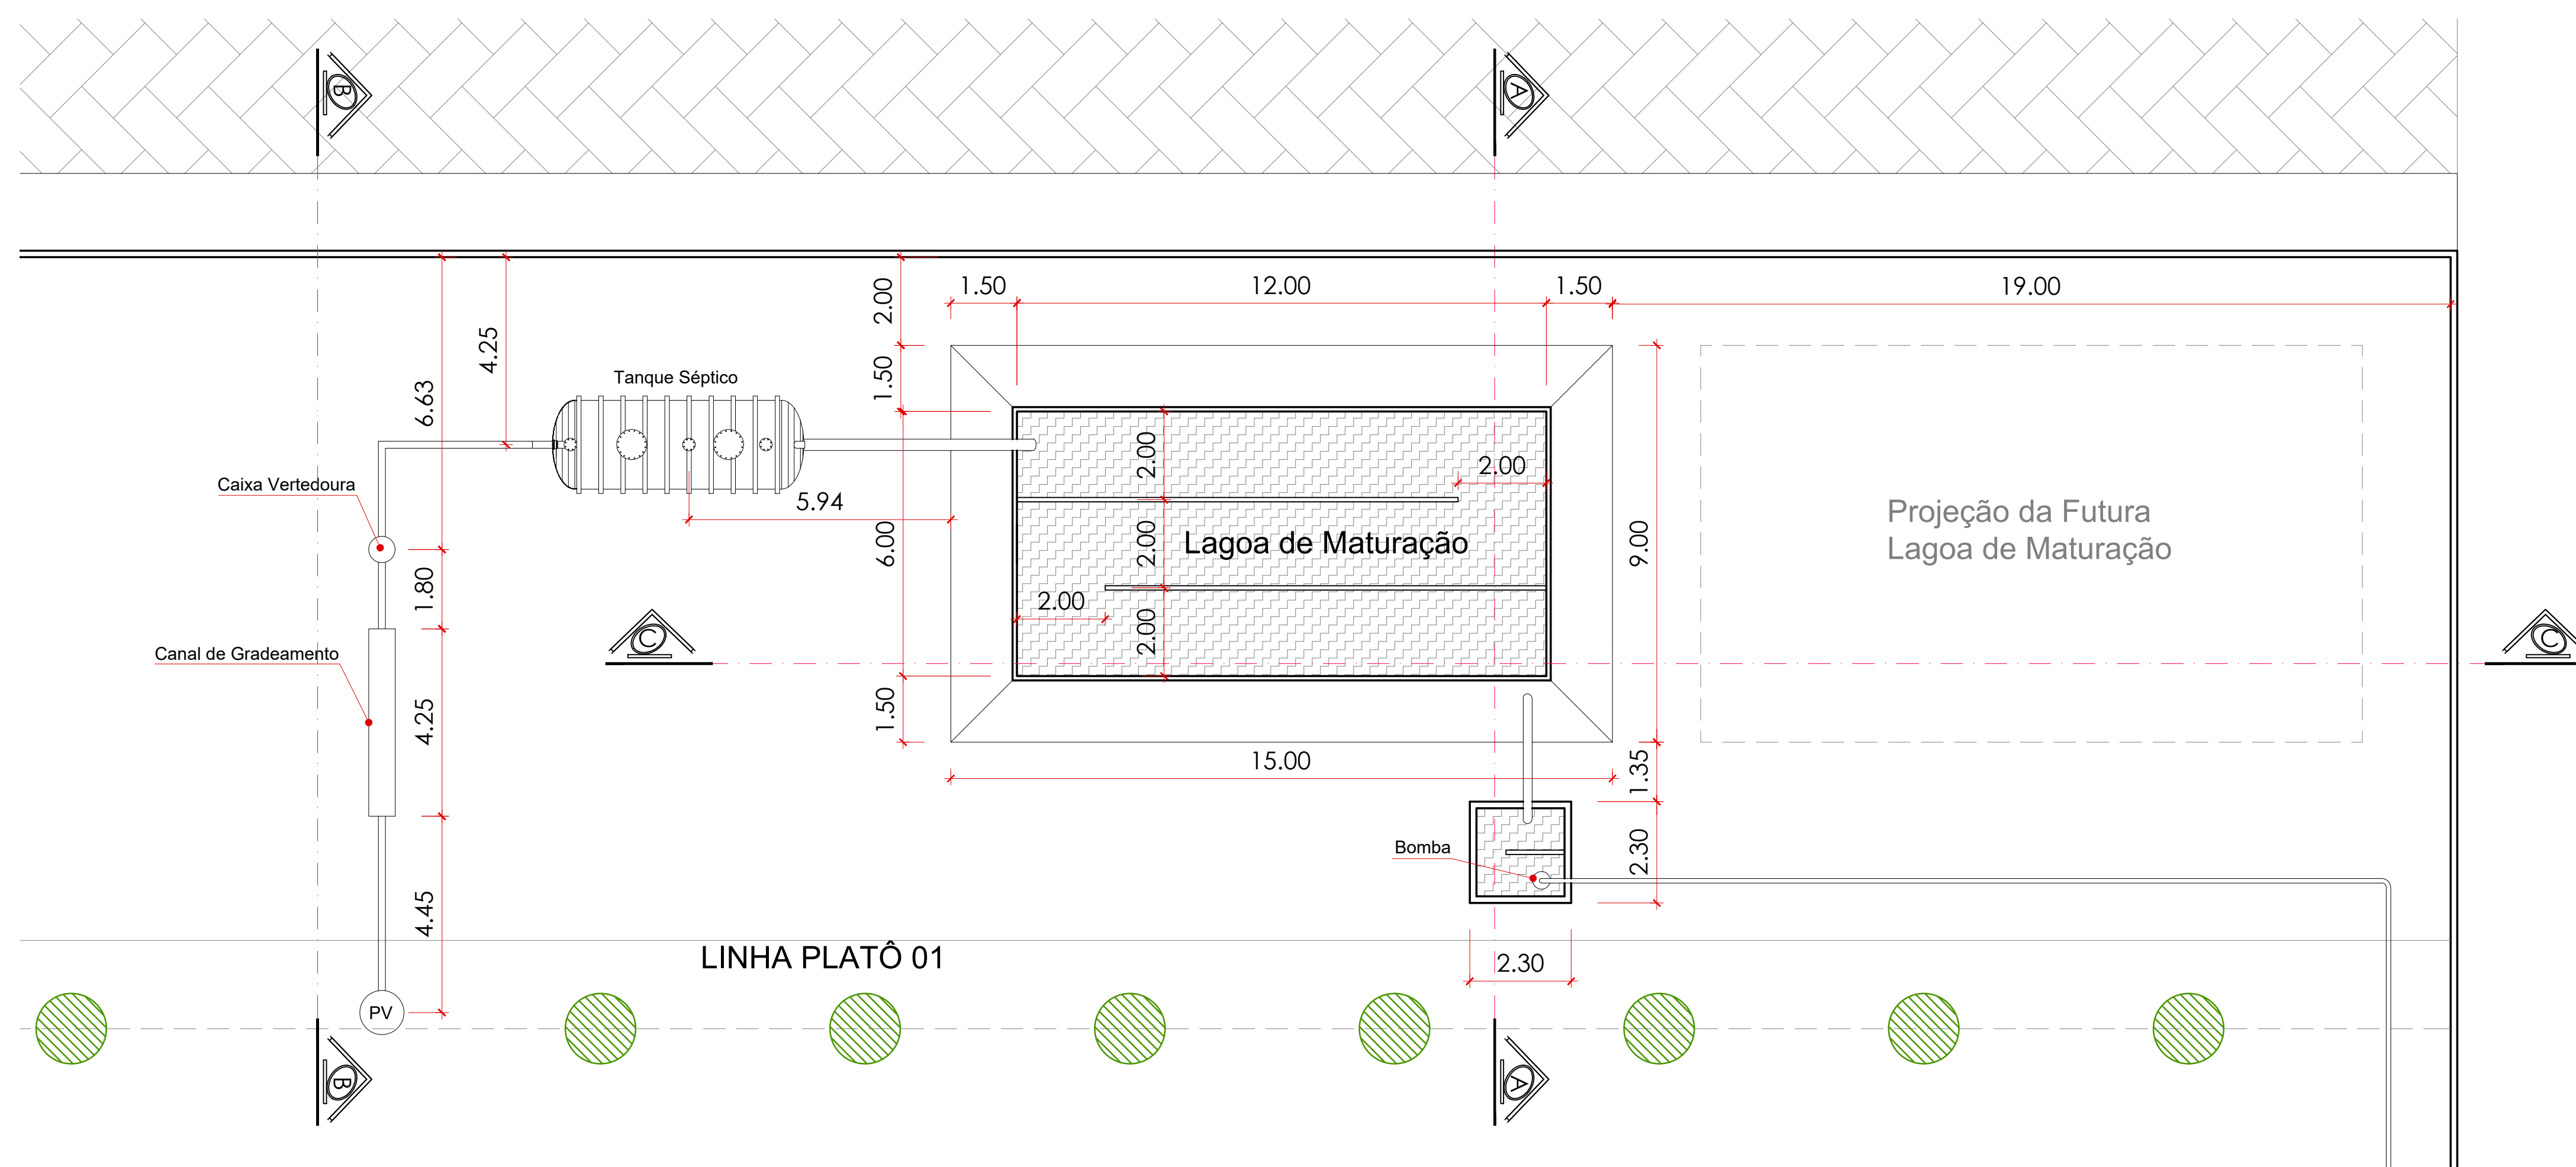 B
A
1.50
12.00
1.50
19.00
2.00
4.25
1.50
6.63
Tanque Séptico
2.00
2.00
Caixa Vertedoura
5.94
6.00
2.00
Lagoa de Maturação
9.00
Projeção da Futura
Lagoa de Maturação
1.80
2.00
2.00
C
C
Canal de Gradeamento
4.25
1.50
15.00
1.35
Bomba
2.30
4.45
LINHA PLATÔ 01
2.30
PV
B
A